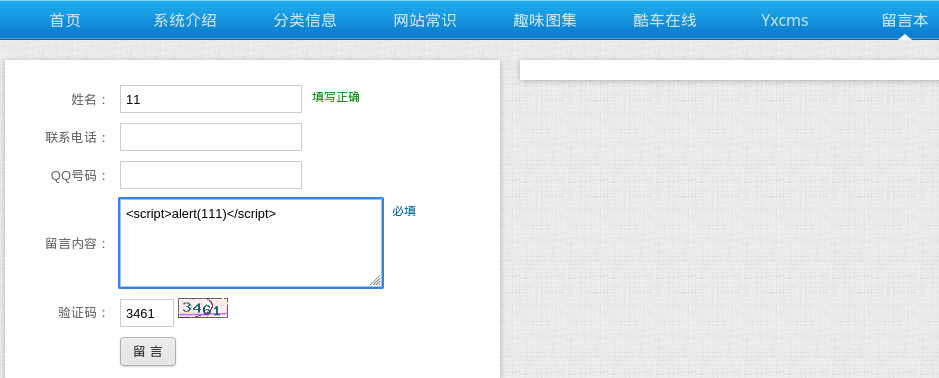 首页 系统介绍 分类信息 网站常识 趣味图集 酷车在线 Yxcms 留言本
姓名： 11 填写正确
联系电话：
QQ号码：
<script>alert(111)</script> 必填
留言内容：
验证码： 3461 3461
留 言